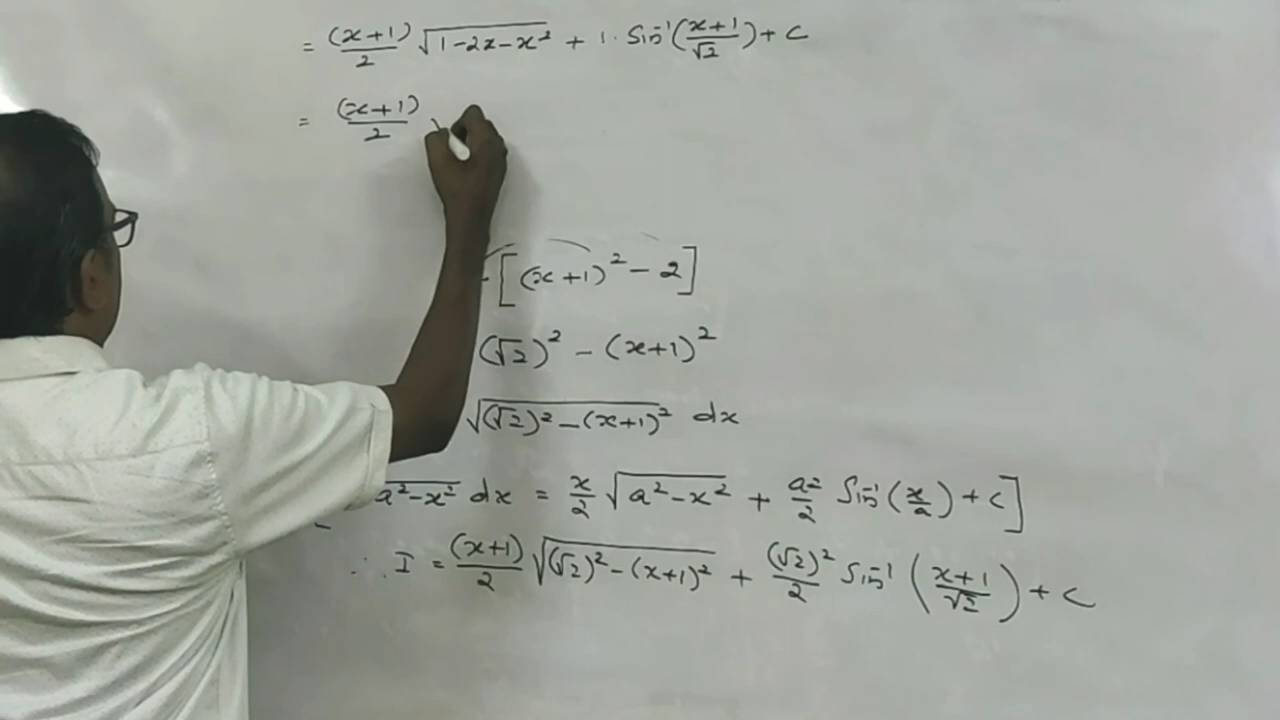 = (x+1)/2 √(1-2x-x²) + 1. Sin⁻¹((x+1)/√2) + C
= (x+1)/2
- [(x+1)² - 2]
(√2)² - (x+1)²
√((√2)² - (x+1)²) dx
a²-x² dx = x/2 √(a²-x²) + a²/2 Sin⁻¹(x/a) + C]
∴ I = (x+1)/2 √((√2)² - (x+1)²) + (√2)²/2 Sin⁻¹((x+1)/√2) + C